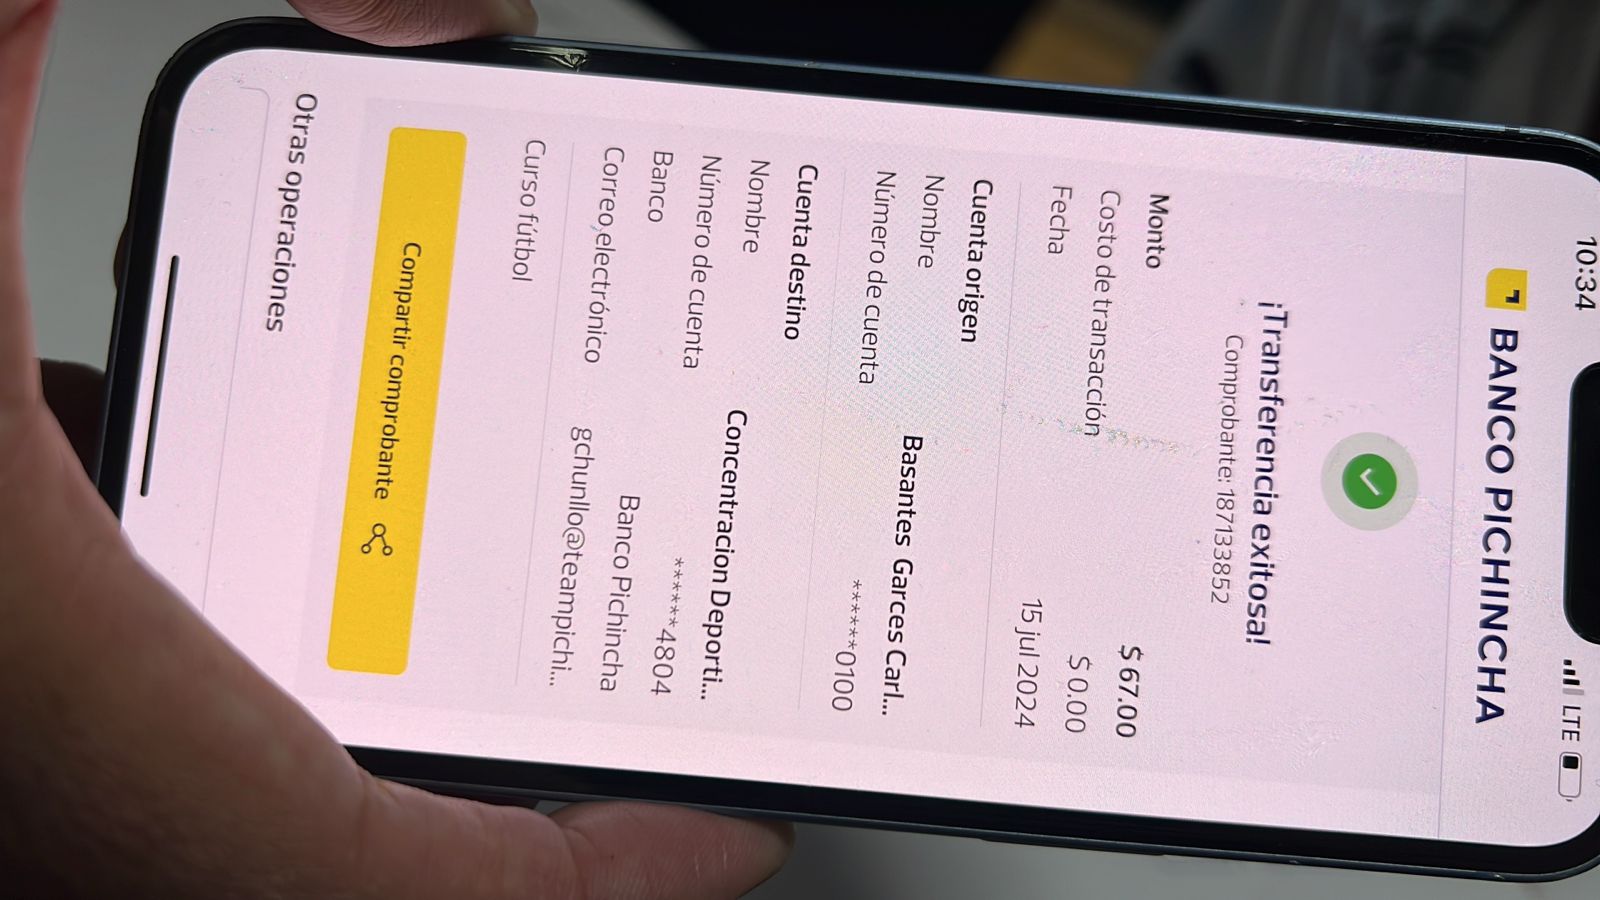 10:34
LTE
BANCO PICHINCHA
¡Transferencia exitosa!
Comprobante: 187133852
Monto $ 67.00
Costo de transacción $ 0.00
Fecha 15 jul 2024
Cuenta origen
Nombre Basantes Garces Carl...
Número de cuenta ******0100
Cuenta destino
Nombre Concentracion Deporti...
Número de cuenta ******4804
Banco Banco Pichincha
Correo electrónico gchunllo@teampichi...
Curso fútbol
Compartir comprobante
Otras operaciones